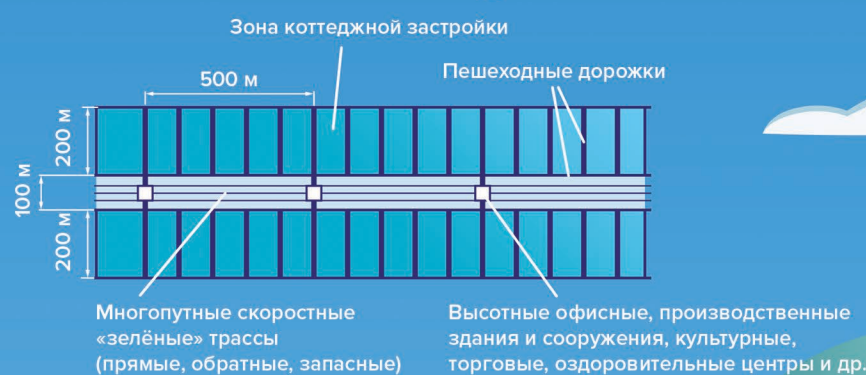 Зона коттеджной застройки
500 м
Пешеходные дорожки
200 м
100 м
200 м
Многопутные скоростные
«зелёные» трассы
(прямые, обратные, запасные)
Высотные офисные, производственные
здания и сооружения, культурные,
торговые, оздоровительные центры и др.